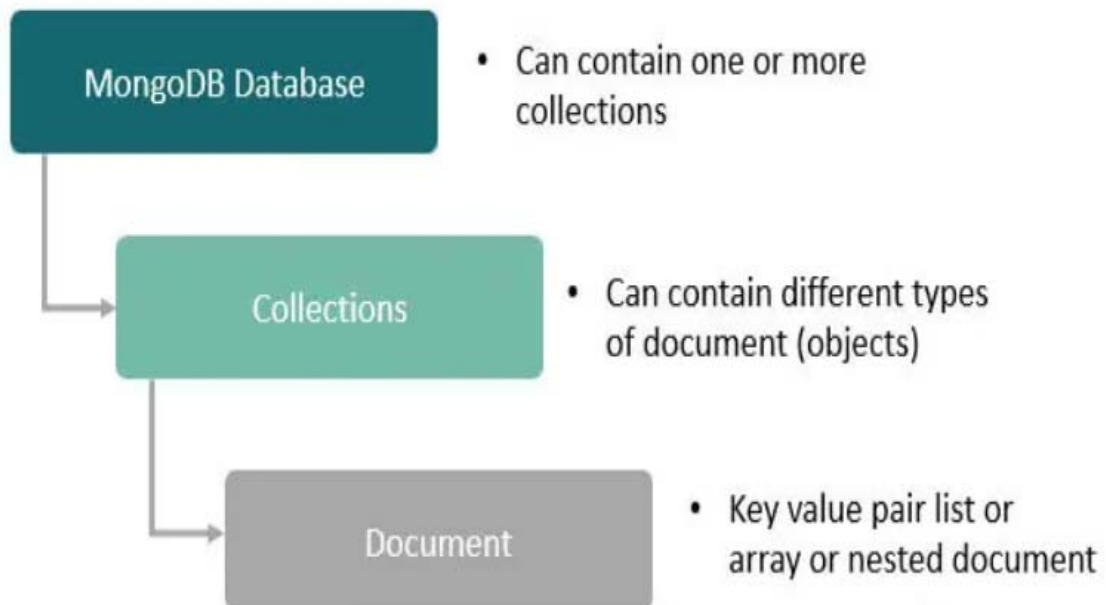 MongoDB Database
• Can contain one or more
collections
Collections
• Can contain different types
of document (objects)
Document
• Key value pair list or
array or nested document